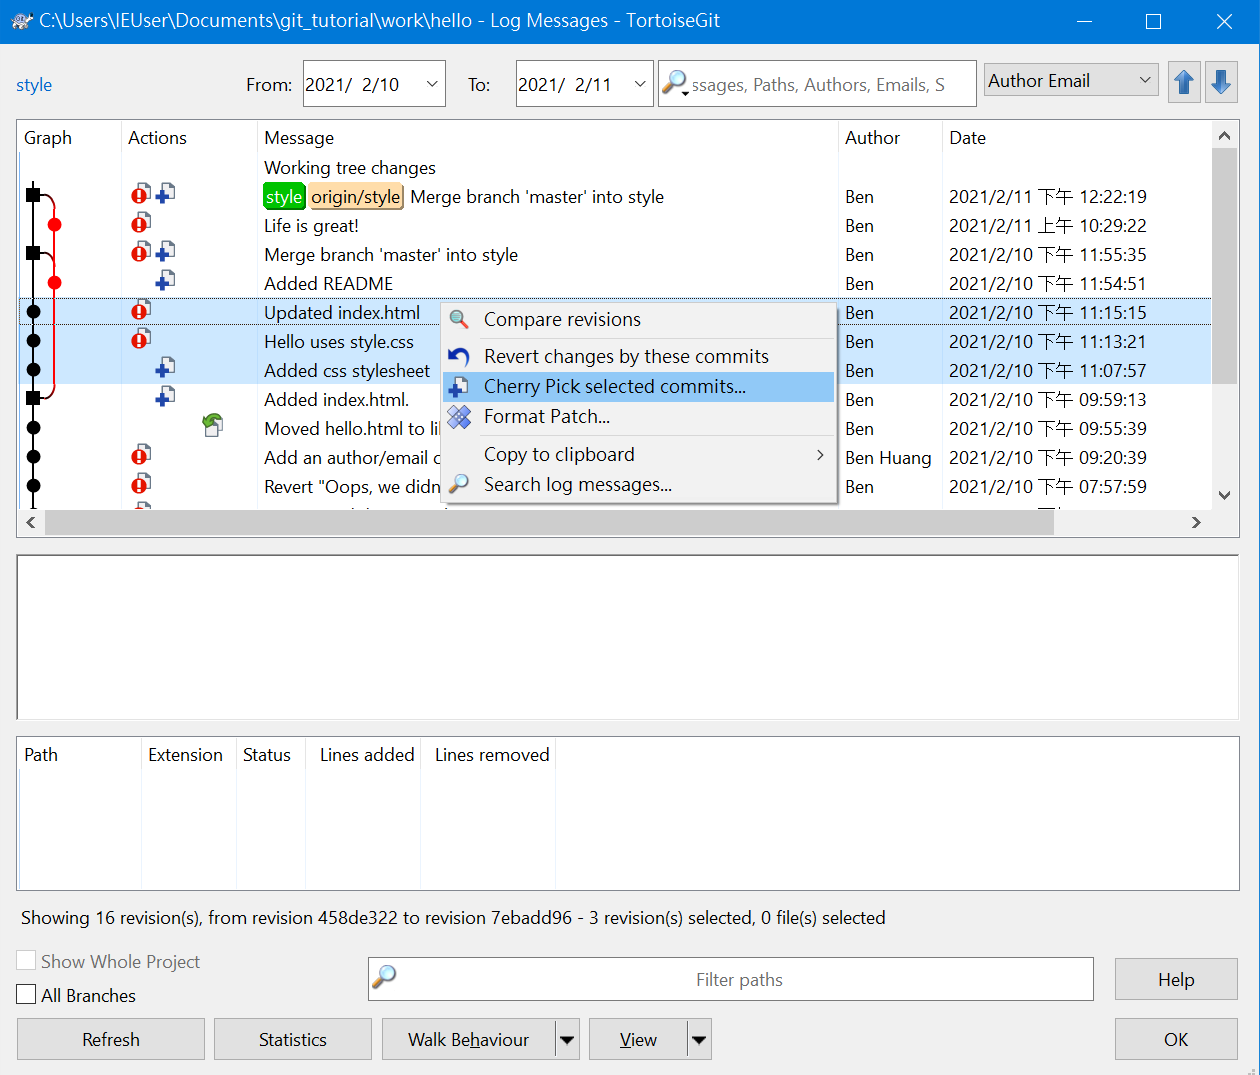 C:\Users\IEUser\Documents\git_tutorial\work\hello - Log Messages - TortoiseGit
style From: 2021/ 2/10 To: 2021/ 2/11 ssages, Paths, Authors, Emails, S Author Email
Graph Actions Message Author Date
Working tree changes
style origin/style Merge branch 'master' into style Ben 2021/2/11 下午 12:22:19
Life is great! Ben 2021/2/11 上午 10:29:22
Merge branch 'master' into style Ben 2021/2/10 下午 11:55:35
Added README Ben 2021/2/10 下午 11:54:51
Updated index.html Ben 2021/2/10 下午 11:15:15
Hello uses style.css Ben 2021/2/10 下午 11:13:21
Added css stylesheet Ben 2021/2/10 下午 11:07:57
Added index.html. Ben 2021/2/10 下午 09:59:13
Moved hello.html to li Ben 2021/2/10 下午 09:55:39
Add an author/email c Ben Huang 2021/2/10 下午 09:20:39
Revert "Oops, we didn Ben 2021/2/10 下午 07:57:59
Compare revisions
Revert changes by these commits
Cherry Pick selected commits...
Format Patch...
Copy to clipboard
Search log messages...
Path Extension Status Lines added Lines removed
Showing 16 revision(s), from revision 458de322 to revision 7ebadd96 - 3 revision(s) selected, 0 file(s) selected
Show Whole Project
All Branches
Filter paths
Help
Refresh Statistics Walk Behaviour View OK